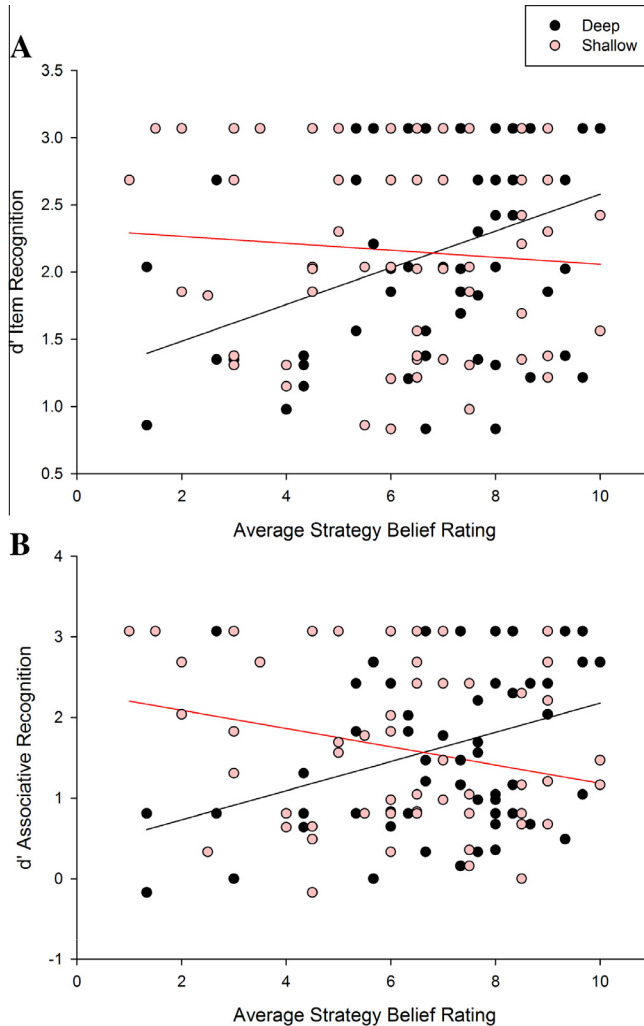 Deep
Shallow
A
3.5
3.0
2.5
2.0
1.5
1.0
0.5
d' Item Recognition
0 2 4 6 8 10
Average Strategy Belief Rating
B
4
3
2
1
0
-1
d' Associative Recognition
0 2 4 6 8 10
Average Strategy Belief Rating